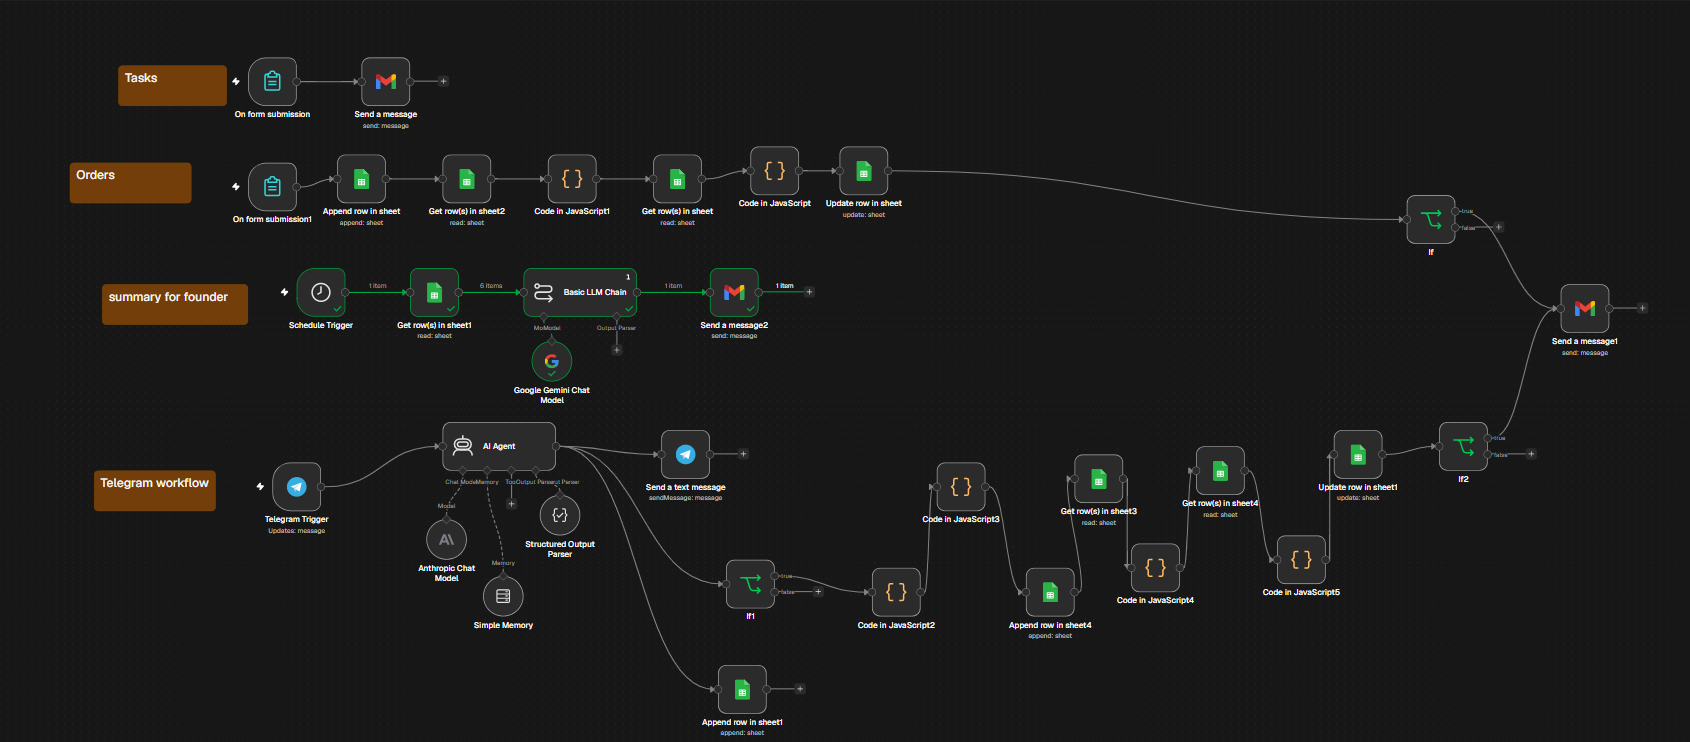 Tasks
On form submission
Send a message
send: message
Orders
On form submission1
Append row in sheet
append: sheet
Get row(s) in sheet2
read: sheet
{ }
Code in JavaScript1
Get row(s) in sheet
read: sheet
{ }
Code in JavaScript
Update row in sheet
update: sheet
true
false
If
summary for founder
Schedule Trigger
1 item
Get row(s) in sheet1
read: sheet
6 items
1
Basic LLM Chain
Model
Output Parser
Google Gemini Chat
Model
1 item
Send a message2
send: message
1 item
Send a message1
send: message
Telegram workflow
Telegram Trigger
Updates: message
AI Agent
Chat Model
Memory
Output Parser
Model
Anthropic Chat
Model
Memory
Simple Memory
Structured Output
Parser
Send a text message
sendMessage: message
true
false
If1
Append row in sheet1
append: sheet
{ }
Code in JavaScript2
{ }
Code in JavaScript3
Append row in sheet4
append: sheet
Get row(s) in sheet3
read: sheet
{ }
Code in JavaScript4
Get row(s) in sheet4
read: sheet
{ }
Code in JavaScript5
Update row in sheet1
update: sheet
true
false
If2